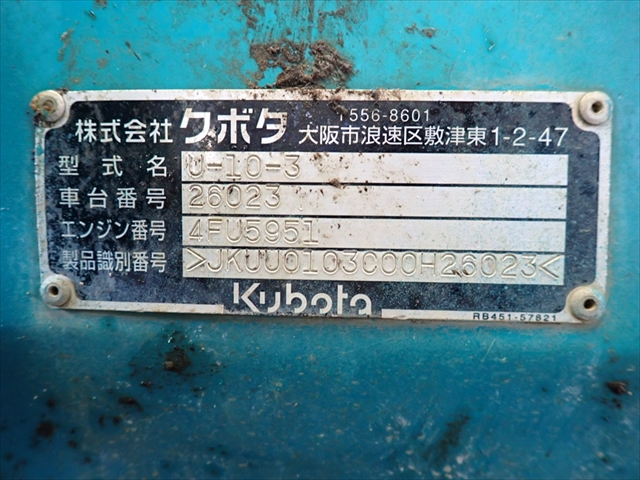 〒556-8601
株式会社 クボタ 大阪市浪速区敷津東1-2-47
型式名 U-10-3
車台番号 26023
エンジン番号 4FU5951
製品識別番号 >JKUU0103C00H26023<
Kubota
RB451-57821